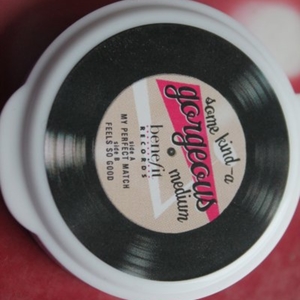 some kind-a
gorgeous
medium
benefit
RECORDS
side A
MY PERFECT MATCH
side B
FEELS SO GOOD